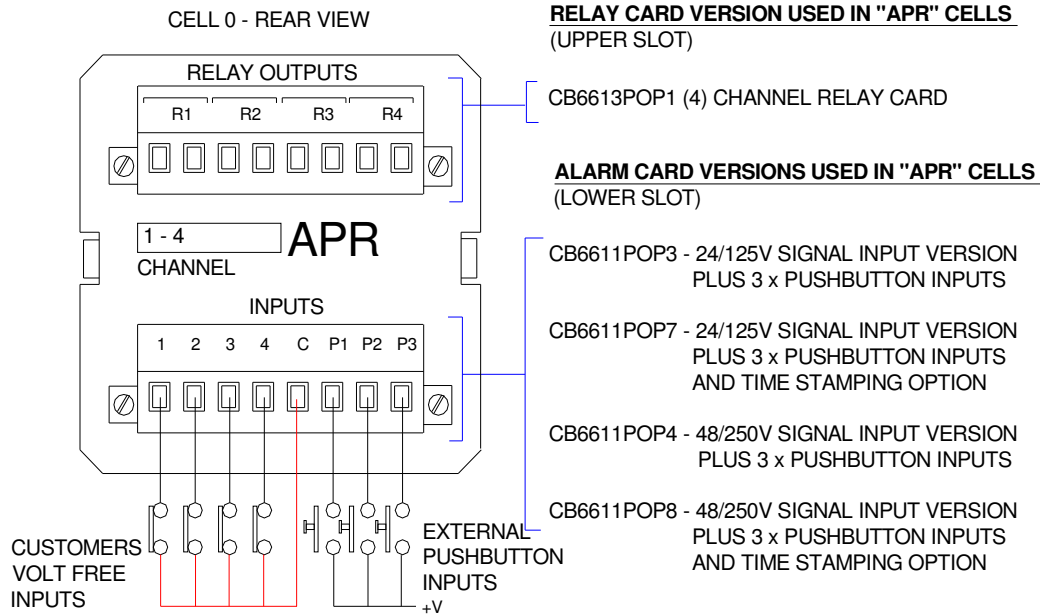 CELL 0 - REAR VIEW
RELAY OUTPUTS
R1 R2 R3 R4
1 - 4
APR
CHANNEL
INPUTS
1 2 3 4 C P1 P2 P3
CUSTOMERS
VOLT FREE
INPUTS
EXTERNAL
PUSHBUTTON
INPUTS
+V
RELAY CARD VERSION USED IN "APR" CELLS
(UPPER SLOT)
CB6613POP1 (4) CHANNEL RELAY CARD
ALARM CARD VERSIONS USED IN "APR" CELLS
(LOWER SLOT)
CB6611POP3 - 24/125V SIGNAL INPUT VERSION
PLUS 3 x PUSHBUTTON INPUTS
CB6611POP7 - 24/125V SIGNAL INPUT VERSION
PLUS 3 x PUSHBUTTON INPUTS
AND TIME STAMPING OPTION
CB6611POP4 - 48/250V SIGNAL INPUT VERSION
PLUS 3 x PUSHBUTTON INPUTS
CB6611POP8 - 48/250V SIGNAL INPUT VERSION
PLUS 3 x PUSHBUTTON INPUTS
AND TIME STAMPING OPTION